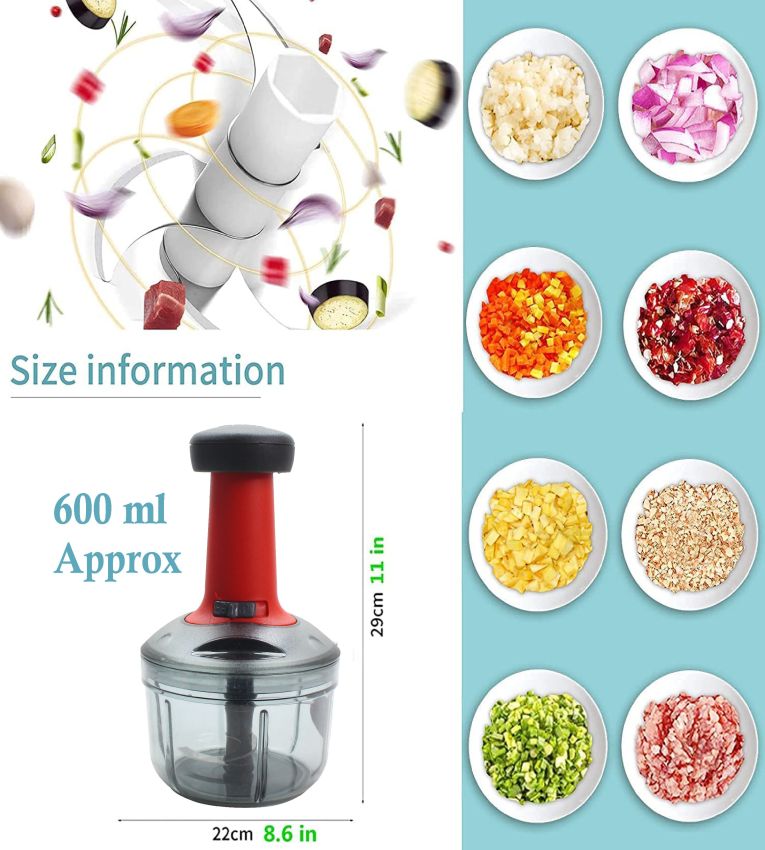 Size information
600 ml
Approx
29cm 11 in
22cm 8.6 in